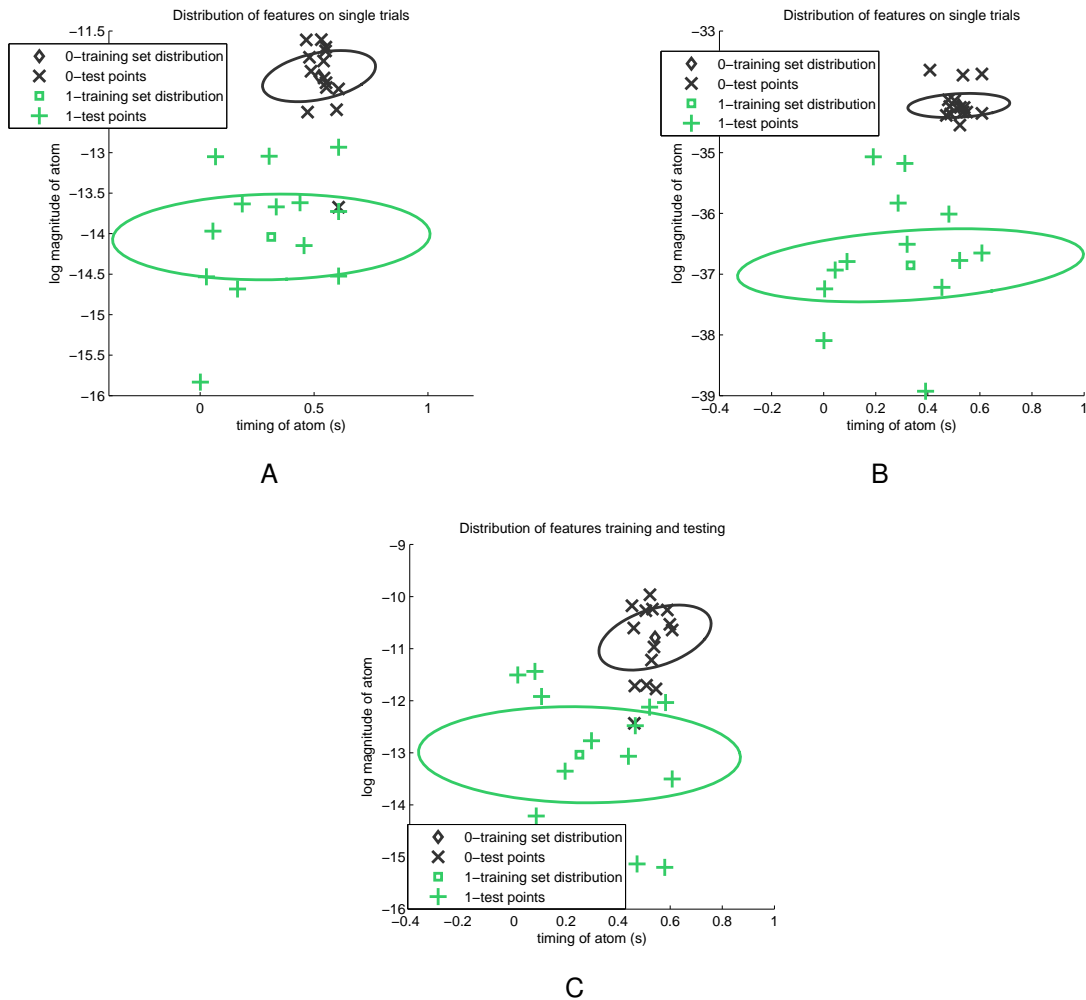 Distribution of features on single trials
−11.5
0−training set distribution
0−test points
1−training set distribution
1−test points
−13
−13.5
−14
−14.5
−15
−15.5
−16
0
0.5
1
log magnitude of atom
timing of atom (s)
A
Distribution of features on single trials
−33
0−training set distribution
0−test points
1−training set distribution
1−test points
−35
−36
−37
−38
−39
−0.4
−0.2
0
0.2
0.4
0.6
0.8
1
log magnitude of atom
timing of atom (s)
B
Distribution of features training and testing
−9
−10
−11
−12
−13
−14
−15
−16
0−training set distribution
0−test points
1−training set distribution
1−test points
−0.4
−0.2
0
0.2
0.4
0.6
0.8
1
log magnitude of atom
timing of atom (s)
C